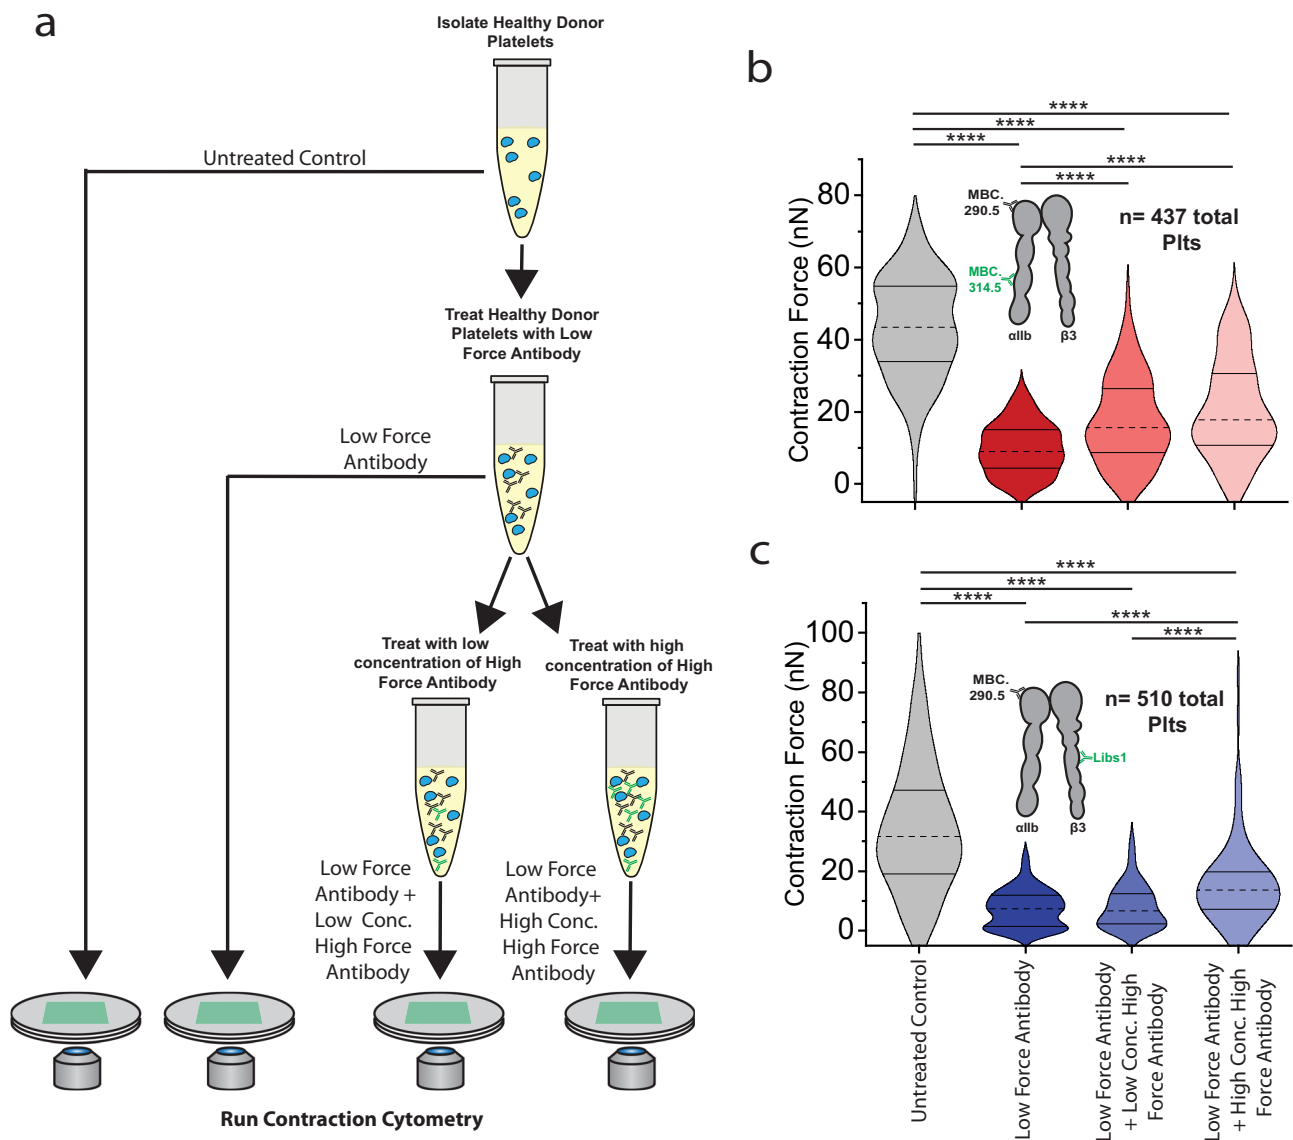 a
Isolate Healthy Donor
Platelets
Untreated Control
Treat Healthy Donor
Platelets with Low
Force Antibody
Low Force
Antibody
Treat with low
concentration of High
Force Antibody
Treat with high
concentration of High
Force Antibody
Low Force
Antibody +
Low Conc.
High Force
Antibody
Low Force
Antibody+
High Conc.
High Force
Antibody
Run Contraction Cytometry
b
****
****
****
****
****
Contraction Force (nN)
80
60
40
20
0
MBC.
290.5
MBC.
314.5
αIIb
β3
n= 437 total
Plts
c
****
****
****
****
****
Contraction Force (nN)
100
80
60
40
20
0
MBC.
290.5
Libs1
αIIb
β3
n= 510 total
Plts
Untreated Control
Low Force Antibody
Low Force Antibody
+ Low Conc. High
Force Antibody
Low Force Antibody
+ High Conc. High
Force Antibody